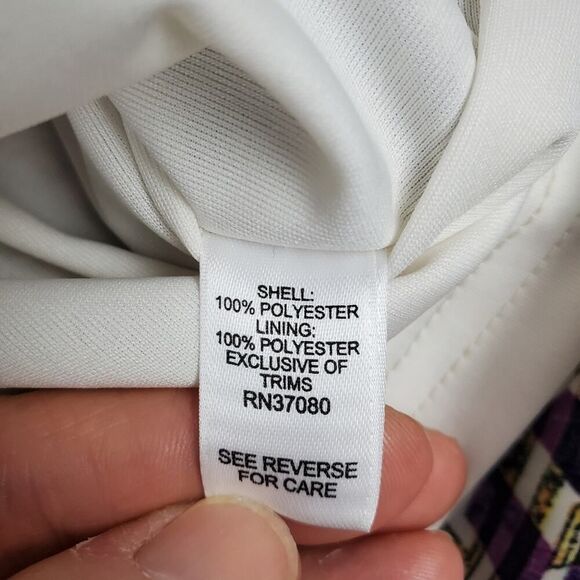 SHELL:
100% POLYESTER
LINING:
100% POLYESTER
EXCLUSIVE OF
TRIMS
RN37080
SEE REVERSE
FOR CARE